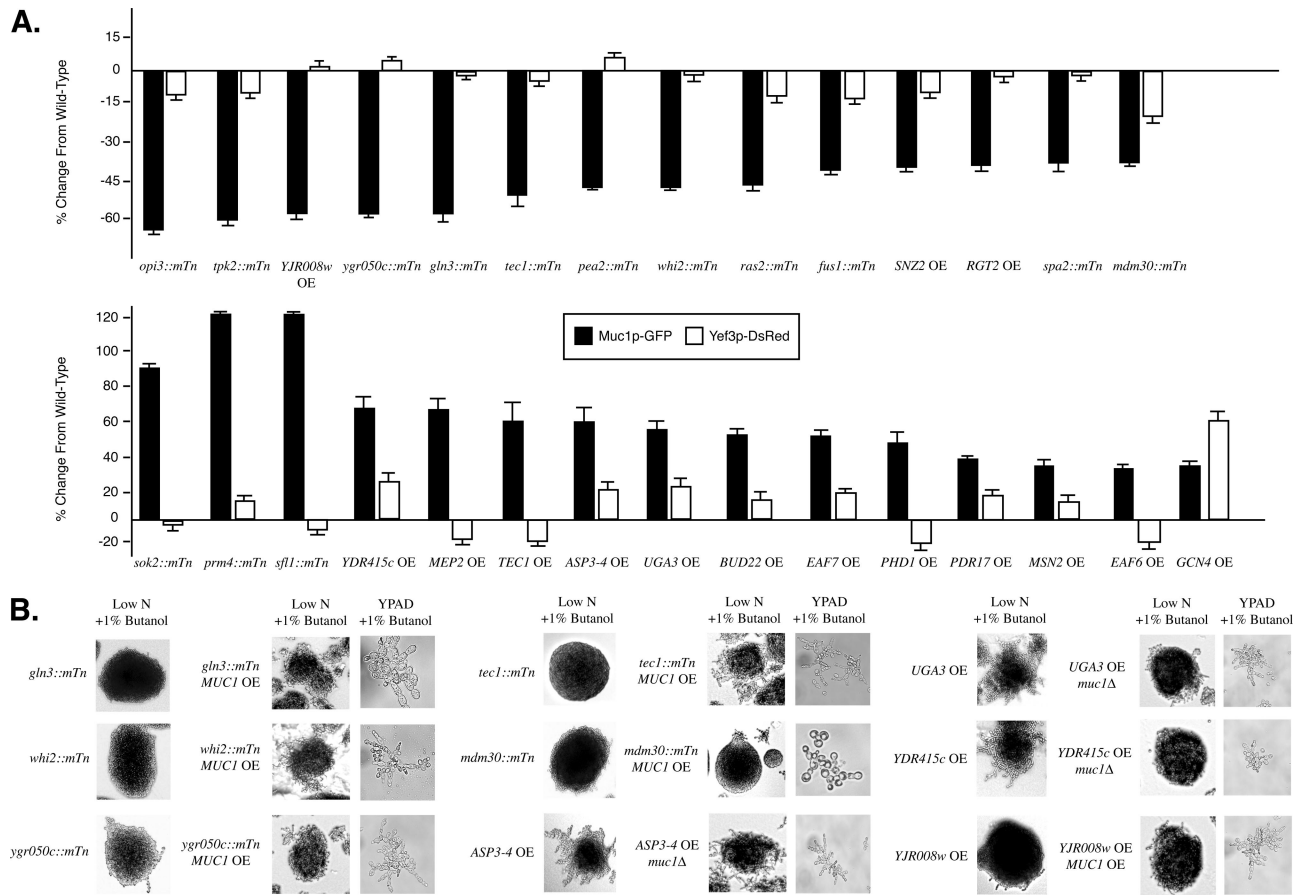 A.
% Change From Wild-Type
15
0
-15
-30
-45
-60
opi3::mTn tpk2::mTn YJR008w OE ygr050c::mTn gln3::mTn tec1::mTn pea2::mTn whi2::mTn ras2::mTn fus1::mTn SNZ2 OE RGT2 OE spa2::mTn mdm30::mTn
% Change From Wild-Type
120
100
80
60
40
20
0
-20
Muc1p-GFP Yef3p-DsRed
sok2::mTn prm4::mTn sfl1::mTn YDR415c OE MEP2 OE TEC1 OE ASP3-4 OE UGA3 OE BUD22 OE EAF7 OE PHD1 OE PDR17 OE MSN2 OE EAF6 OE GCN4 OE
B.
Low N
+1% Butanol
Low N
+1% Butanol
YPAD
+1% Butanol
gln3::mTn
gln3::mTn
MUC1 OE
whi2::mTn
whi2::mTn
MUC1 OE
ygr050c::mTn
ygr050c::mTn
MUC1 OE
Low N
+1% Butanol
Low N
+1% Butanol
YPAD
+1% Butanol
tec1::mTn
tec1::mTn
MUC1 OE
mdm30::mTn
mdm30::mTn
MUC1 OE
ASP3-4 OE
ASP3-4 OE
muc1Δ
Low N
+1% Butanol
Low N
+1% Butanol
YPAD
+1% Butanol
UGA3 OE
UGA3 OE
muc1Δ
YDR415c OE
YDR415c OE
muc1Δ
YJR008w OE
YJR008w OE
MUC1 OE